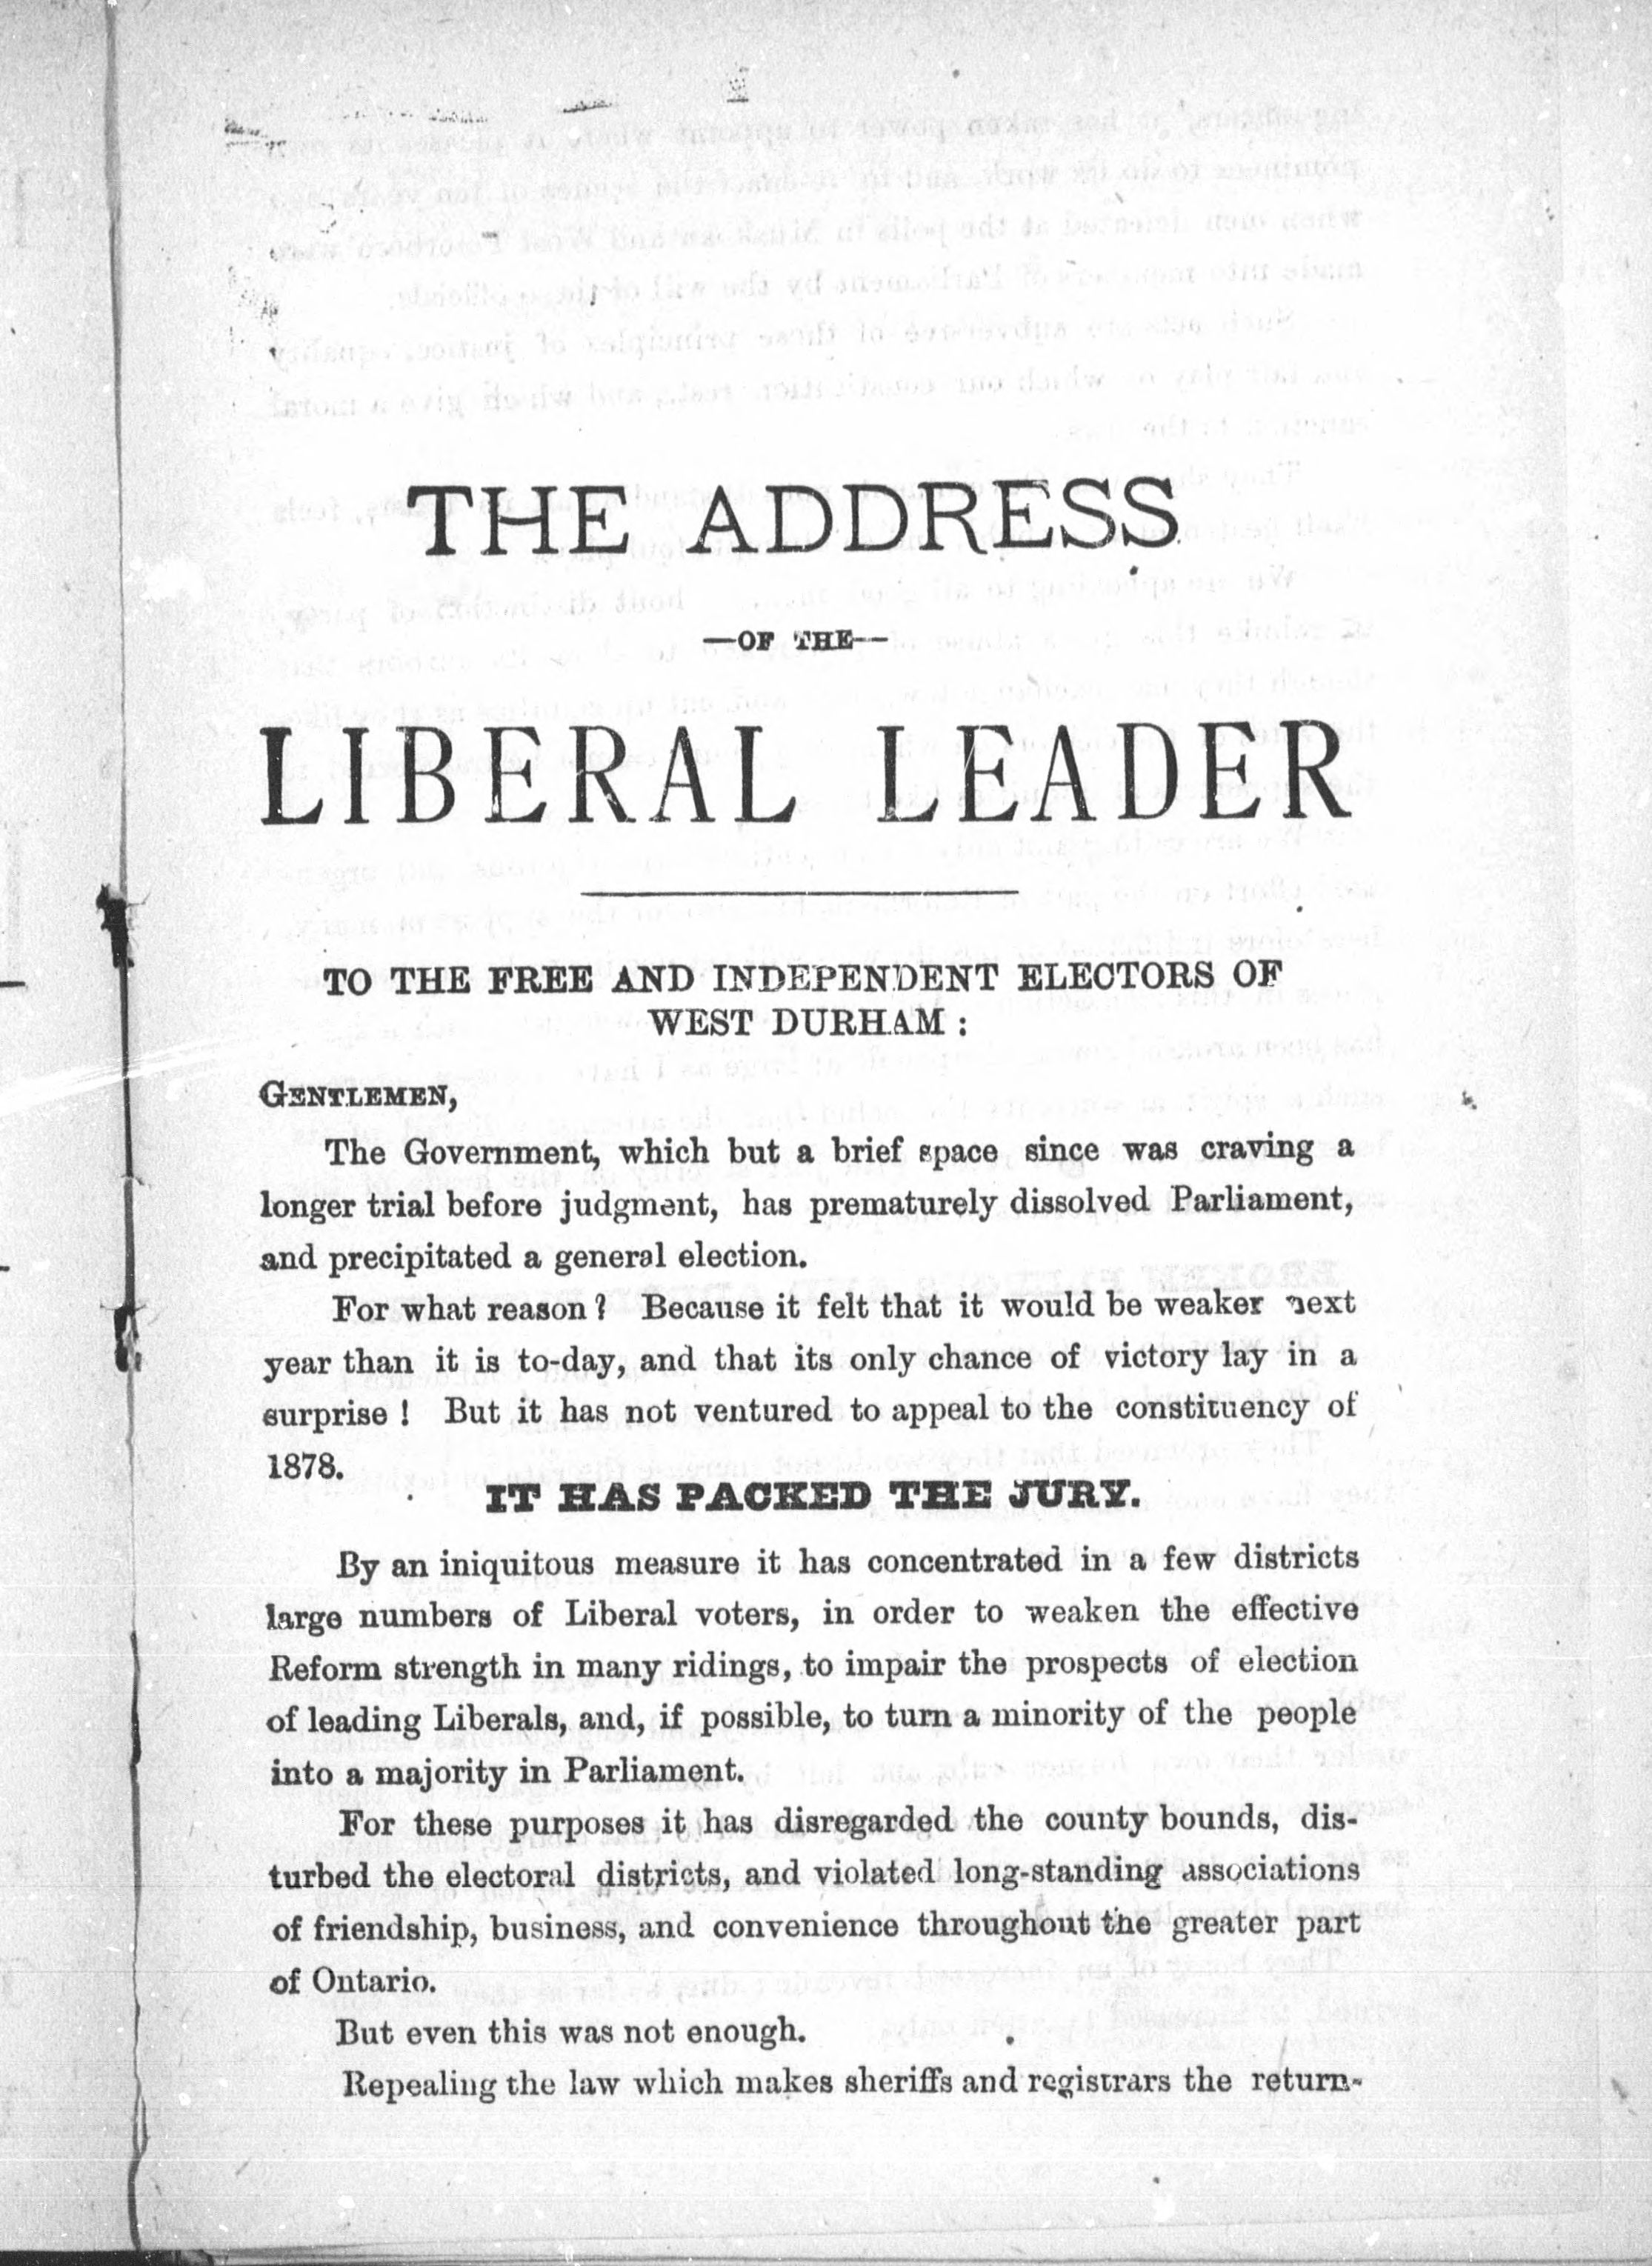 THE ADDRESS
—OF THE—
LIBERAL LEADER
TO THE FREE AND INDEPENDENT ELECTORS OF
WEST DURHAM :
GENTLEMEN,
The Government, which but a brief space since was craving a
longer trial before judgment, has prematurely dissolved Parliament,
and precipitated a general election.
For what reason ? Because it felt that it would be weaker next
year than it is to-day, and that its only chance of victory lay in a
surprise ! But it has not ventured to appeal to the constituency of
1878.
IT HAS PACKED THE JURY.
By an iniquitous measure it has concentrated in a few districts
large numbers of Liberal voters, in order to weaken the effective
Reform strength in many ridings, to impair the prospects of election
of leading Liberals, and, if possible, to turn a minority of the people
into a majority in Parliament.
For these purposes it has disregarded the county bounds, dis-
turbed the electoral districts, and violated long-standing associations
of friendship, business, and convenience throughout the greater part
of Ontario.
But even this was not enough.
Repealing the law which makes sheriffs and registrars the return-